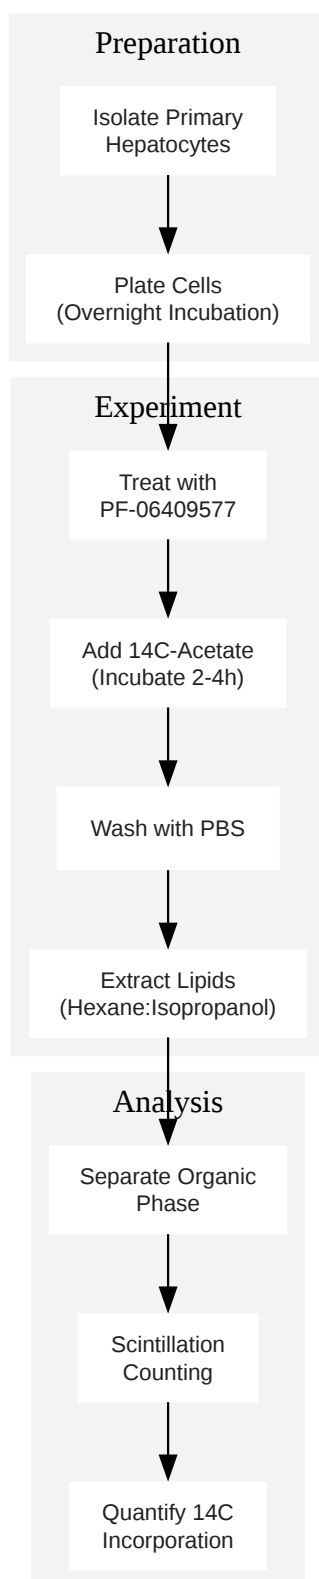 Preparation
Isolate Primary
Hepatocytes
Plate Cells
(Overnight Incubation)
Experiment
Treat with
PF-06409577
Add 14C-Acetate
(Incubate 2-4h)
Wash with PBS
Extract Lipids
(Hexane:Isopropanol)
Analysis
Separate Organic
Phase
Scintillation
Counting
Quantify 14C
Incorporation